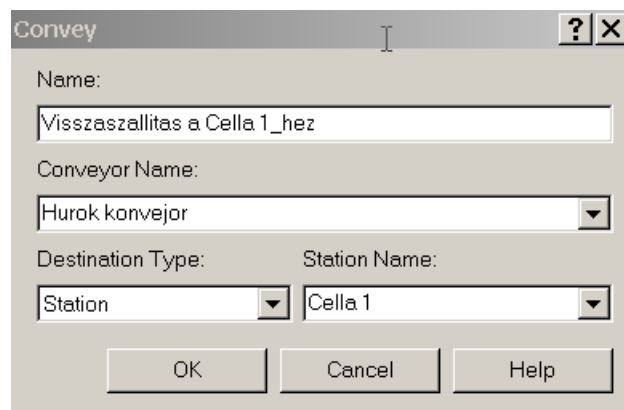 Convey
Name:
Visszaszallitas a Cella 1_hez
Conveyor Name:
Hurok konvejor
Destination Type: Station Name:
Station Cella 1
OK Cancel Help